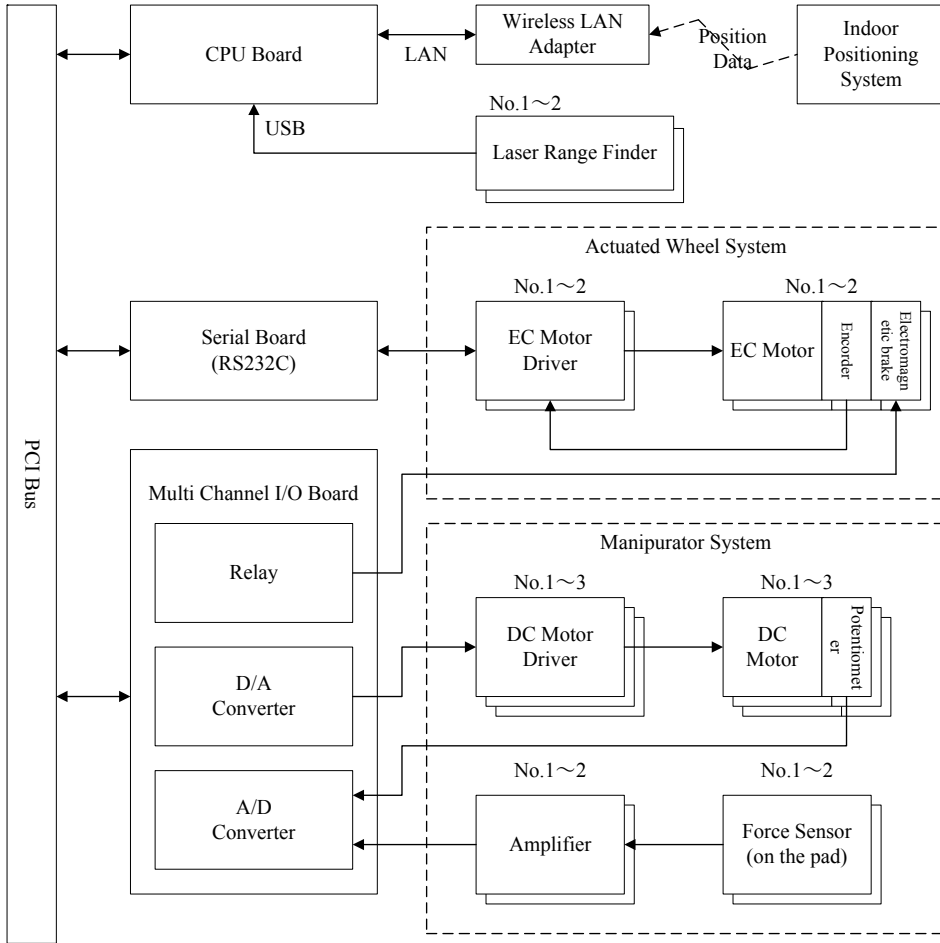 CPU Board
LAN
Wireless LAN
Adapter
Position
Data
Indoor
Positioning
System
No.1～2
USB
Laser Range Finder
Actuated Wheel System
No.1～2
No.1～2
Serial Board
(RS232C)
EC Motor
Driver
EC Motor
Encorder
Electromagn
etic brake
PCI Bus
Multi Channel I/O Board
Relay
D/A
Converter
A/D
Converter
Manipurator System
No.1～3
No.1～3
DC Motor
Driver
DC
Motor
Potentiomet
er
No.1～2
No.1～2
Amplifier
Force Sensor
(on the pad)